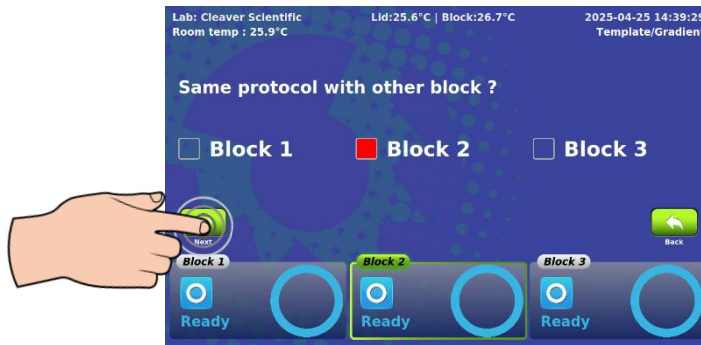 Lab: Cleaver Scientific Lid:25.6°C | Block:26.7°C 2025-04-25 14:39:29
Room temp : 25.9°C Template/Gradient
Same protocol with other block ?
Block 1 Block 2 Block 3
Next Back
Block 1 Block 2 Block 3
Ready Ready Ready